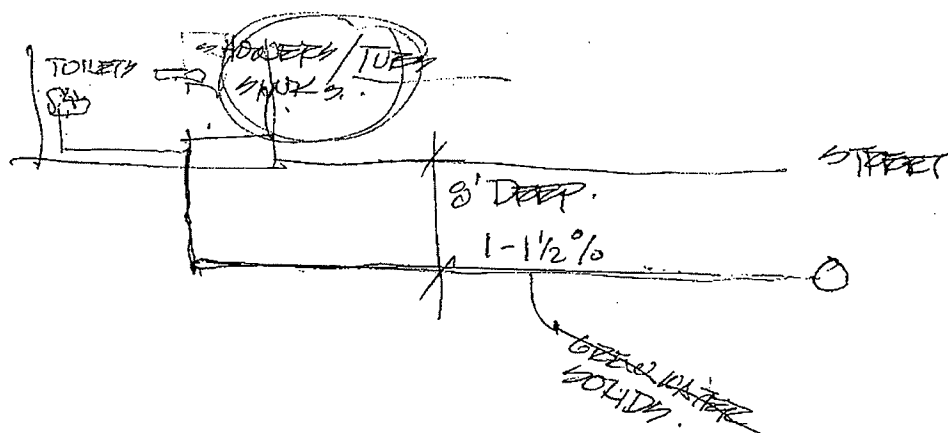 TOILETS
SHOWERS / TUBS
SINKS.
STREET
8' DEEP.
1-1½%
GREY WATER
SOLIDS.